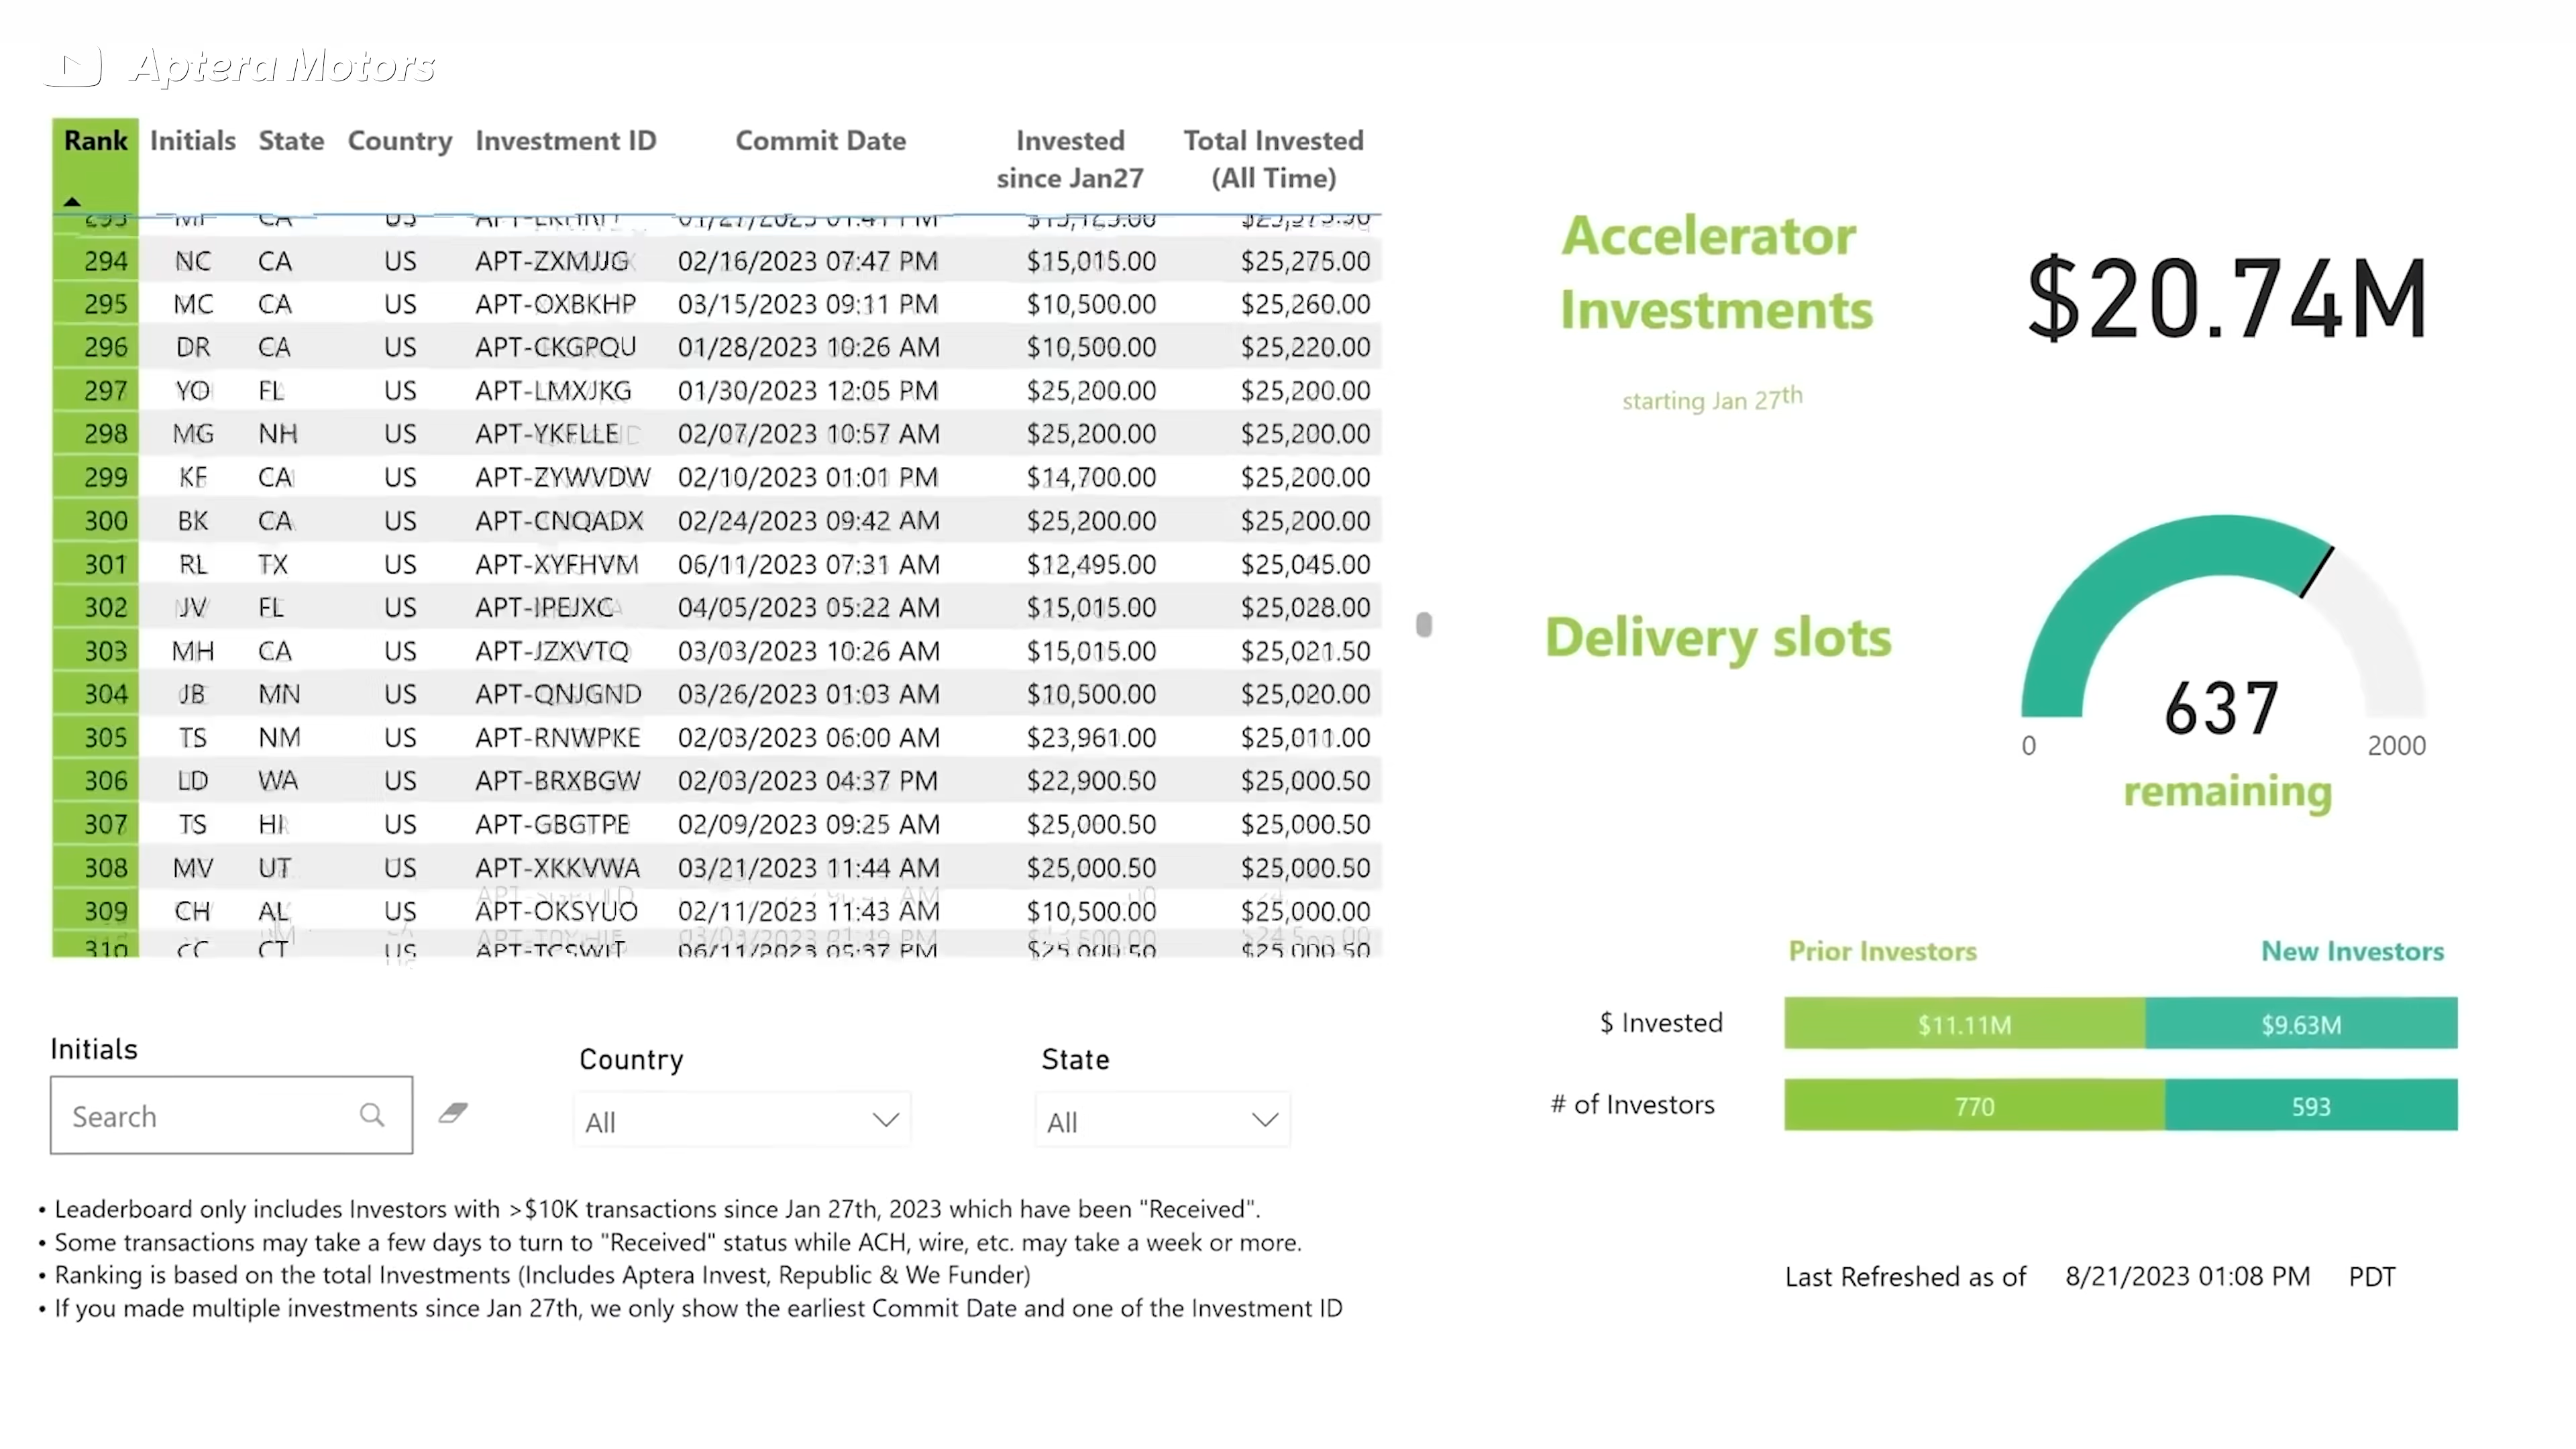 Aptera Motors
Rank Initials State Country Investment ID Commit Date Invested since Jan27 Total Invested (All Time)
294 NC CA US APT-ZXMJJG 02/16/2023 07:47 PM $15,015.00 $25,275.00
295 MC CA US APT-OXBKHP 03/15/2023 09:11 PM $10,500.00 $25,260.00
296 DR CA US APT-CKGPQU 01/28/2023 10:26 AM $10,500.00 $25,220.00
297 YO FL US APT-LMXJKG 01/30/2023 12:05 PM $25,200.00 $25,200.00
298 MG NH US APT-YKFLLE 02/07/2023 10:57 AM $25,200.00 $25,200.00
299 KF CA US APT-ZYWVDW 02/10/2023 01:01 PM $14,700.00 $25,200.00
300 BK CA US APT-CNQADX 02/24/2023 09:42 AM $25,200.00 $25,200.00
301 RL TX US APT-XYFHVM 06/11/2023 07:31 AM $12,495.00 $25,045.00
302 JV FL US APT-IPEJXC 04/05/2023 05:22 AM $15,015.00 $25,028.00
303 MH CA US APT-JZXVTQ 03/03/2023 10:26 AM $15,015.00 $25,021.50
304 JB MN US APT-QNJGND 03/26/2023 01:03 AM $10,500.00 $25,020.00
305 TS NM US APT-RNWPKE 02/03/2023 06:00 AM $23,961.00 $25,011.00
306 LD WA US APT-BRXBGW 02/03/2023 04:37 PM $22,900.50 $25,000.50
307 TS HI US APT-GBGTPE 02/09/2023 09:25 AM $25,000.50 $25,000.50
308 MV UT US APT-XKKVWA 03/21/2023 11:44 AM $25,000.50 $25,000.50
309 CH AL US APT-OKSYUO 02/11/2023 11:43 AM $10,500.00 $25,000.00
310 CC CT US 06/11/2023 05:37 PM $25,000.50 $25,000.50
Initials
Search
Country
All
State
All
• Leaderboard only includes Investors with >$10K transactions since Jan 27th, 2023 which have been "Received".
• Some transactions may take a few days to turn to "Received" status while ACH, wire, etc. may take a week or more.
• Ranking is based on the total Investments (Includes Aptera Invest, Republic & We Funder)
• If you made multiple investments since Jan 27th, we only show the earliest Commit Date and one of the Investment ID
Accelerator
Investments
starting Jan 27th
$20.74M
Delivery slots
637
0 2000
remaining
Prior Investors New Investors
$ Invested $11.11M $9.63M
# of Investors 770 593
Last Refreshed as of 8/21/2023 01:08 PM PDT